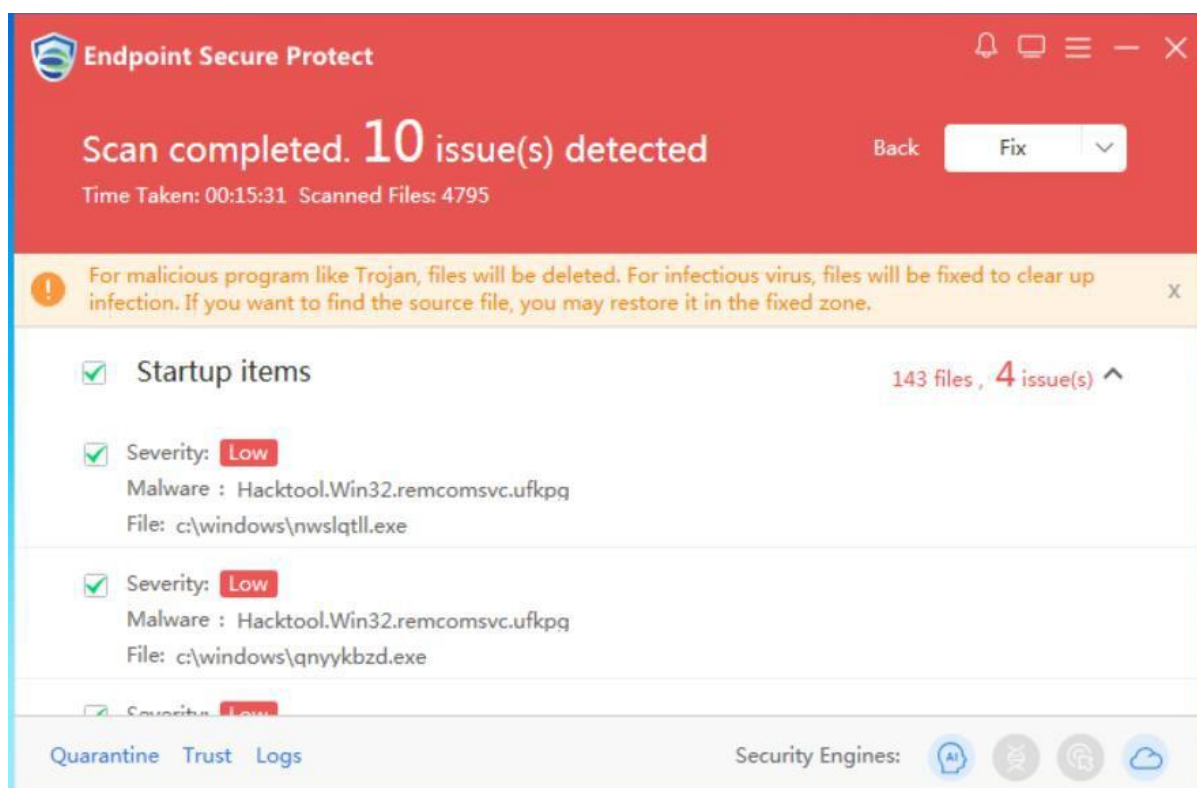 Endpoint Secure Protect
Scan completed. 10 issue(s) detected
Back
Fix
Time Taken: 00:15:31 Scanned Files: 4795
For malicious program like Trojan, files will be deleted. For infectious virus, files will be fixed to clear up
infection. If you want to find the source file, you may restore it in the fixed zone.
x
Startup items
143 files , 4 issue(s)
Severity: Low
Malware : Hacktool.Win32.remcomsvc.ufkpg
File: c:\windows\nwslqtll.exe
Severity: Low
Malware : Hacktool.Win32.remcomsvc.ufkpg
File: c:\windows\qnyykbzd.exe
Severity: Low
Quarantine Trust Logs
Security Engines:
AI